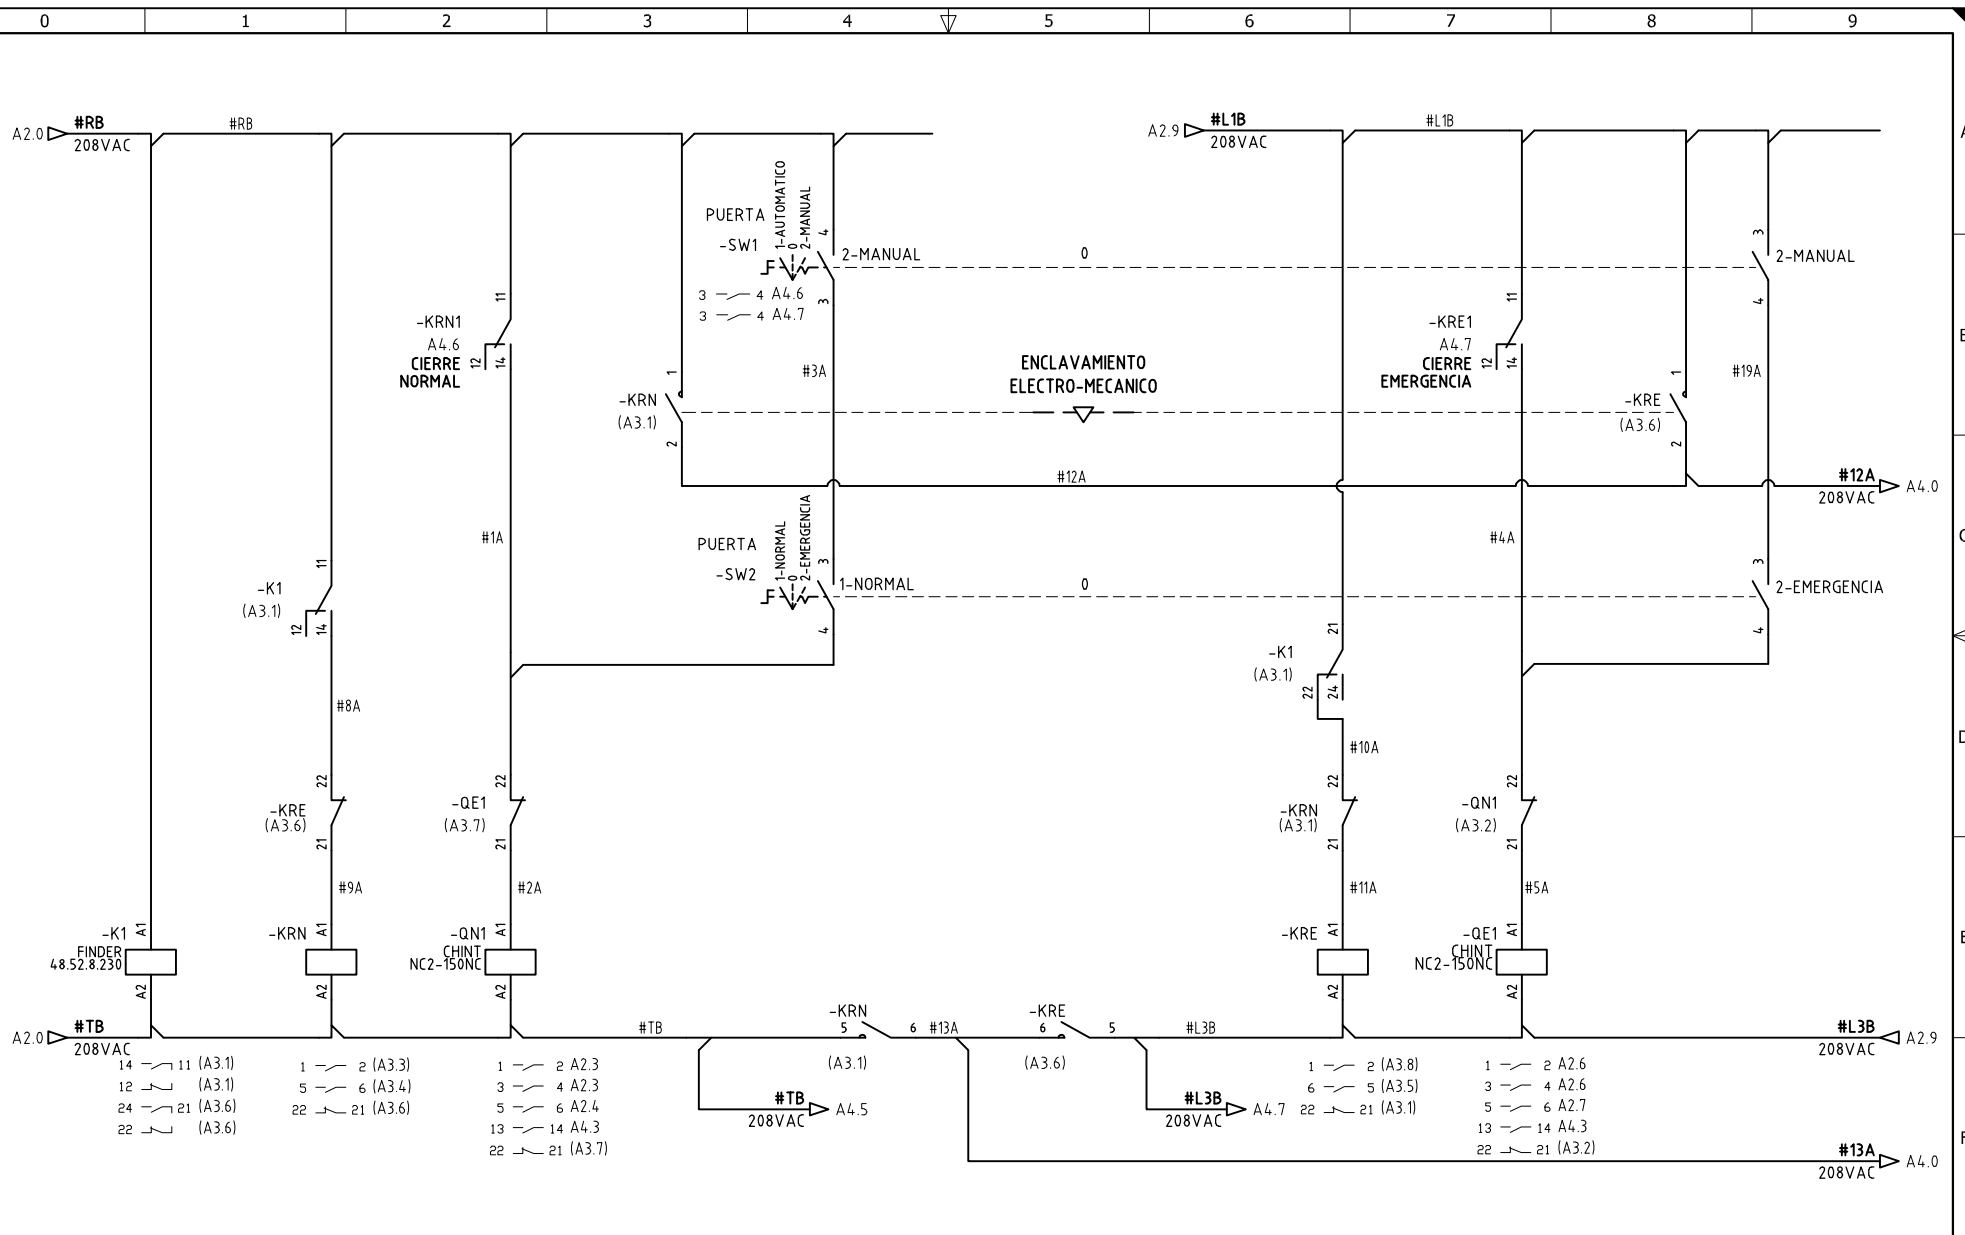 0 1 2 3 4 5 6 7 8 9
A2.0 #RB #RB
208VAC
A2.9 #L1B #L1B
208VAC
PUERTA
-SW1
1-AUTOMATICO
0
2-MANUAL
4
2-MANUAL
0
3
2-MANUAL
3 4 A4.6
3 4 A4.7
3
4
11
-KRN1
A4.6
CIERRE
NORMAL
12
14
11
-KRE1
A4.7
CIERRE
EMERGENCIA
12
14
#3A
#19A
ENCLAVAMIENTO
ELECTRO-MECANICO
1
-KRN
(A3.1)
2
1
-KRE
(A3.6)
2
#12A
#12A
208VAC
A4.0
#1A
#4A
PUERTA
-SW2
1-NORMAL
0
2-EMERGENCIA
3
1-NORMAL
4
0
3
2-EMERGENCIA
4
11
-K1
(A3.1)
12
14
21
-K1
(A3.1)
22
24
#8A
#10A
22
-KRE
(A3.6)
21
22
-QE1
(A3.7)
21
22
-KRN
(A3.1)
21
22
-QN1
(A3.2)
21
#9A
#2A
#11A
#5A
-K1 A1
FINDER
48.52.8.230
A2
-KRN A1
A2
-QN1 A1
CHINT
NC2-150NC
A2
-KRE A1
A2
-QE1 A1
CHINT
NC2-150NC
A2
A2.0 #TB
208VAC
#TB
-KRN
5 6
(A3.1)
#13A
-KRE
6 5
(A3.6)
#L3B
#L3B
208VAC
A2.9
14 11 (A3.1)
12 (A3.1)
24 21 (A3.6)
22 (A3.6)
1 2 (A3.3)
5 6 (A3.4)
22 21 (A3.6)
1 2 A2.3
3 4 A2.3
5 6 A2.4
13 14 A4.3
22 21 (A3.7)
#TB
208VAC
A4.5
#L3B
208VAC
A4.7
1 2 (A3.8)
6 5 (A3.5)
22 21 (A3.1)
1 2 A2.6
3 4 A2.6
5 6 A2.7
13 14 A4.3
22 21 (A3.2)
#13A
208VAC
A4.0